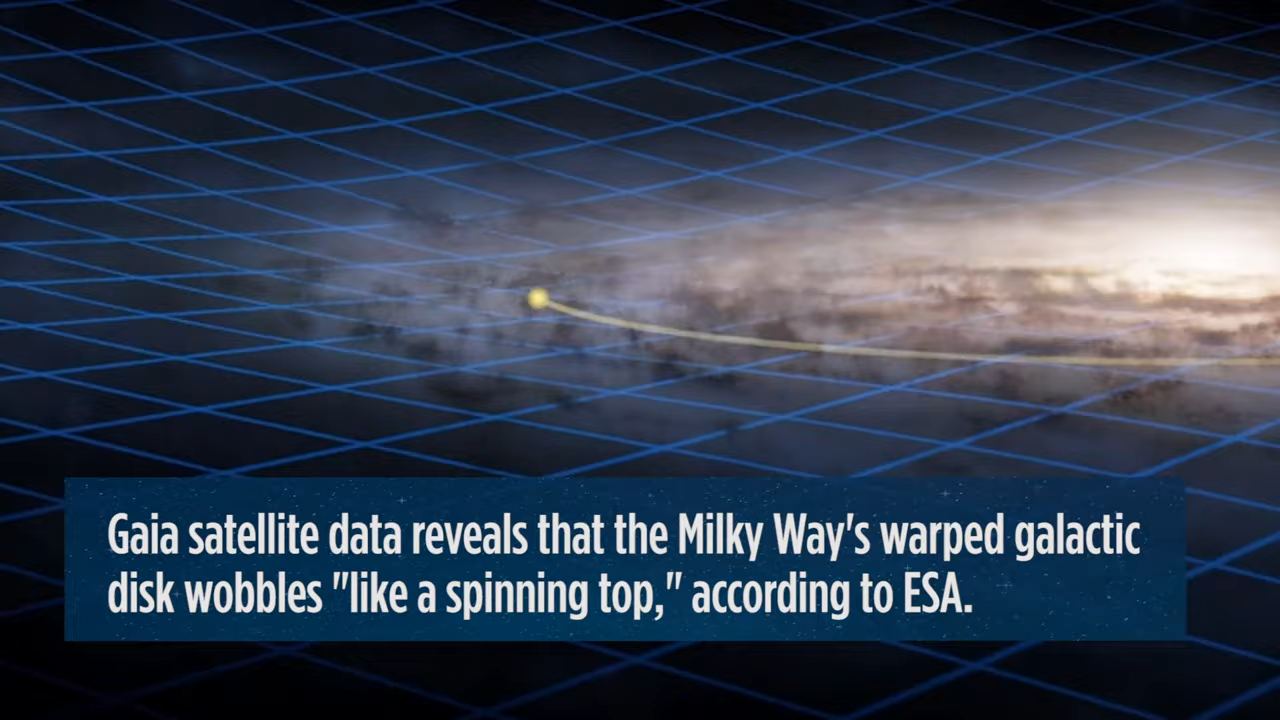 Gaia satellite data reveals that the Milky Way's warped galactic
disk wobbles "like a spinning top," according to ESA.